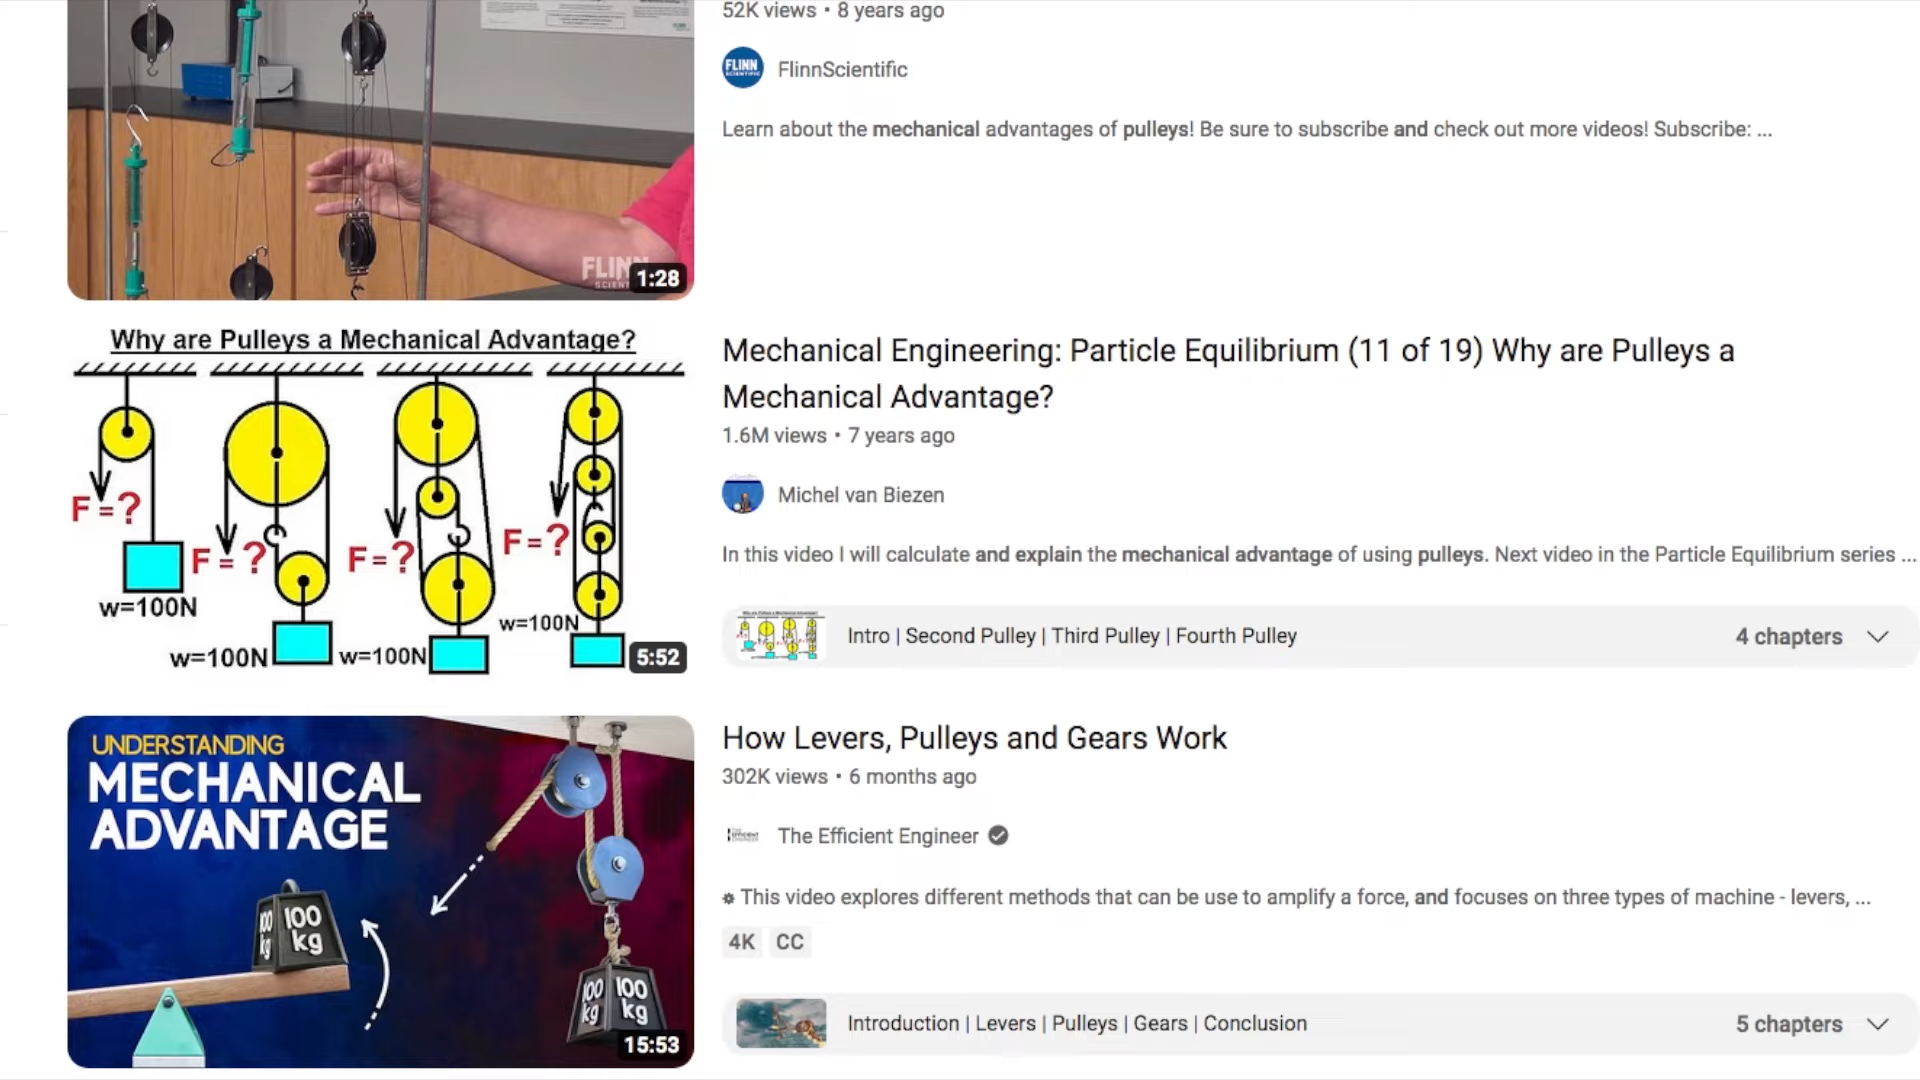 52K views • 8 years ago
FLINN
SCIENTIFIC
FlinnScientific
Learn about the mechanical advantages of pulleys! Be sure to subscribe and check out more videos! Subscribe: ...
FLINN
1:28
Why are Pulleys a Mechanical Advantage?
F=?
F=?
F=?
F=?
w=100N
w=100N
w=100N
w=100N
5:52
Mechanical Engineering: Particle Equilibrium (11 of 19) Why are Pulleys a
Mechanical Advantage?
1.6M views • 7 years ago
Michel van Biezen
In this video I will calculate and explain the mechanical advantage of using pulleys. Next video in the Particle Equilibrium series ...
Intro | Second Pulley | Third Pulley | Fourth Pulley
4 chapters
UNDERSTANDING
MECHANICAL
ADVANTAGE
100 kg
100 kg
100 kg
100 kg
15:53
How Levers, Pulleys and Gears Work
302K views • 6 months ago
The Efficient Engineer
This video explores different methods that can be use to amplify a force, and focuses on three types of machine - levers, ...
4K CC
Introduction | Levers | Pulleys | Gears | Conclusion
5 chapters